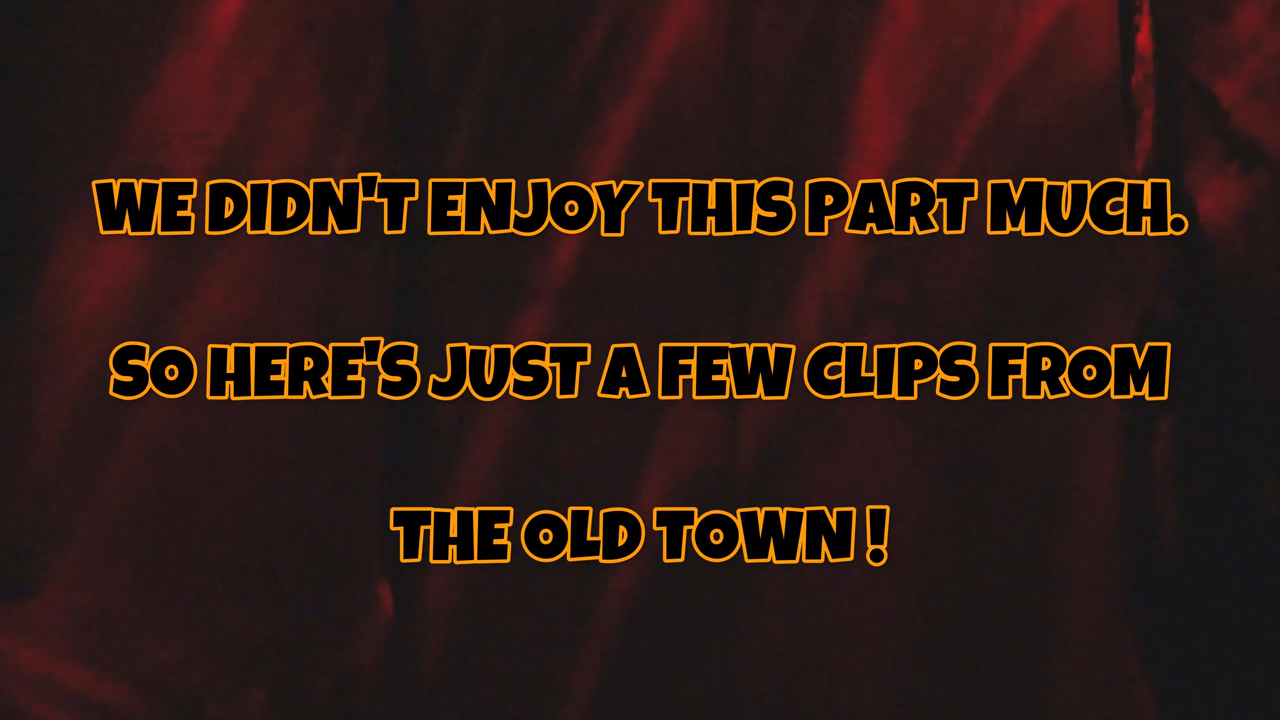 WE DIDN'T ENJOY THIS PART MUCH.
SO HERE'S JUST A FEW CLIPS FROM
THE OLD TOWN !